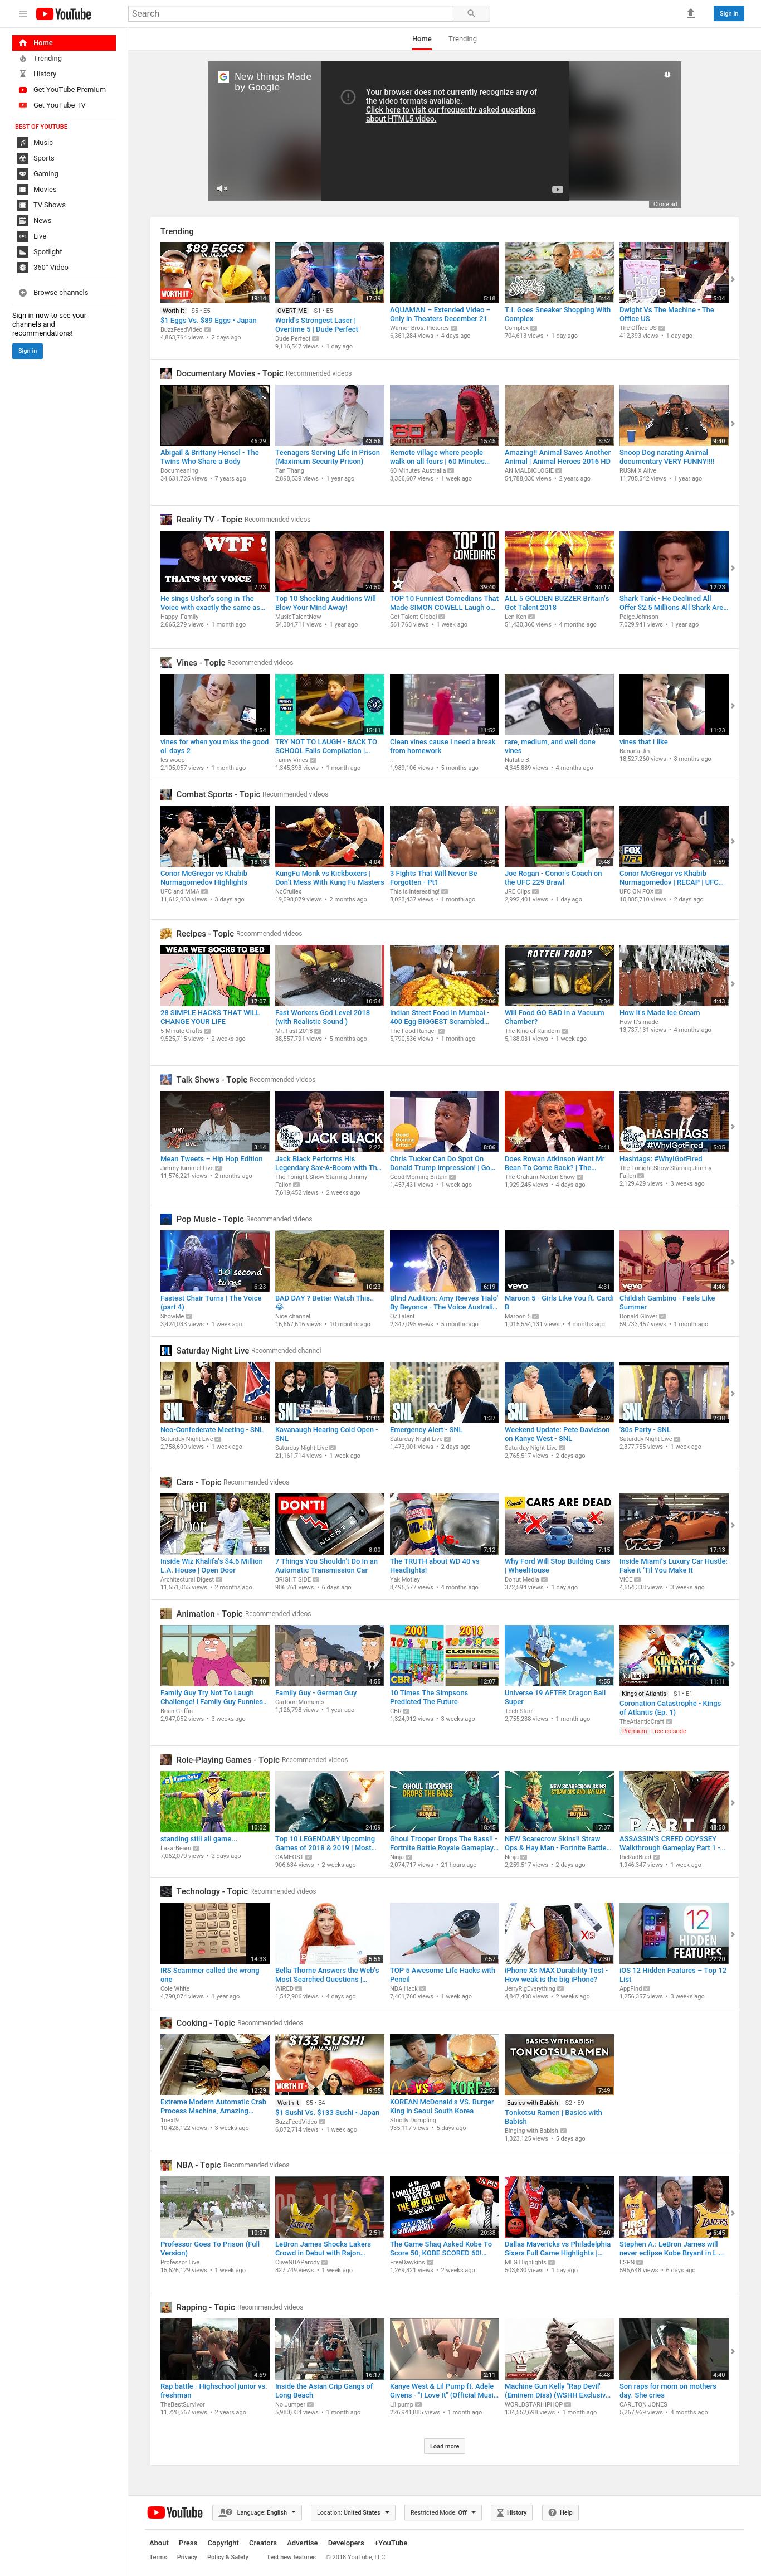 YouTube
Search
Sign in
Home
Trending
History
Get YouTube Premium
Get YouTube TV
BEST OF YOUTUBE
Music
Sports
Gaming
Movies
TV Shows
News
Live
Spotlight
360° Video
Browse channels
Sign in now to see your
channels and
recommendations!
Sign in
Home Trending
New things Made
by Google
Your browser does not currently recognize any of
the video formats available.
Click here to visit our frequently asked questions
about HTML5 video.
Close ad
Trending
$89 EGGS
IN JAPAN!
WORTH IT
19:14 17:39 5:18 8:44 5:04
Worth It S5 • E5
$1 Eggs Vs. $89 Eggs • Japan
BuzzFeedVideo
4,863,764 views • 2 days ago
OVERTIME S1 • E5
World's Strongest Laser |
Overtime 5 | Dude Perfect
Dude Perfect
9,116,547 views • 1 day ago
AQUAMAN – Extended Video –
Only in Theaters December 21
Warner Bros. Pictures
6,361,284 views • 4 days ago
T.I. Goes Sneaker Shopping With
Complex
Complex
704,613 views • 1 day ago
Dwight Vs The Machine - The
Office US
The Office US
412,393 views • 1 day ago
Documentary Movies - Topic Recommended videos
45:29 43:56 15:45 8:52 9:40
Abigail & Brittany Hensel - The
Twins Who Share a Body
Documeaning
34,631,725 views • 7 years ago
Teenagers Serving Life in Prison
(Maximum Security Prison)
Tan Thang
2,898,539 views • 1 year ago
Remote village where people
walk on all fours | 60 Minutes...
60 Minutes Australia
3,356,607 views • 1 week ago
Amazing!! Animal Saves Another
Animal | Animal Heroes 2016 HD
ANIMALBIOLOGIE
54,788,030 views • 2 years ago
Snoop Dog narating Animal
documentary VERY FUNNY!!!!
RUSMIX Alive
11,705,542 views • 1 year ago
Reality TV - Topic Recommended videos
WTF !
THAT'S MY VOICE
TOP 10
COMEDIANS
7:23 24:50 39:40 30:17 12:23
He sings Usher's song in The
Voice with exactly the same as...
Happy_Family
2,665,279 views • 1 month ago
Top 10 Shocking Auditions Will
Blow Your Mind Away!
MusicTalentNow
54,384,711 views • 1 year ago
TOP 10 Funniest Comedians That
Made SIMON COWELL Laugh o...
Got Talent Global
561,768 views • 1 week ago
ALL 5 GOLDEN BUZZER Britain's
Got Talent 2018
Len Ken
51,430,360 views • 4 months ago
Shark Tank - He Declined All
Offer $2.5 Millions All Shark Are...
PaigeJohnson
7,029,941 views • 1 year ago
Vines - Topic Recommended videos
4:54 15:11 11:52 11:58 11:23
vines for when you miss the good
ol' days 2
les woop
2,105,057 views • 1 month ago
TRY NOT TO LAUGH - BACK TO
SCHOOL Fails Compilation |...
Funny Vines
1,345,393 views • 1 month ago
Clean vines cause I need a break
from homework
1,989,106 views • 5 months ago
rare, medium, and well done
vines
Natalie B.
4,345,889 views • 4 months ago
vines that i like
Banana Jin
18,527,260 views • 8 months ago
Combat Sports - Topic Recommended videos
18:18 4:04 15:49 9:48 1:59
Conor McGregor vs Khabib
Nurmagomedov Highlights
UFC and MMA
11,612,003 views • 3 days ago
KungFu Monk vs Kickboxers |
Don't Mess With Kung Fu Masters
NcCrullex
19,098,079 views • 2 months ago
3 Fights That Will Never Be
Forgotten - Pt1
This is interesting!
8,023,437 views • 1 month ago
Joe Rogan - Conor's Coach on
the UFC 229 Brawl
JRE Clips
2,992,401 views • 1 day ago
Conor McGregor vs Khabib
Nurmagomedov | RECAP | UFC...
UFC ON FOX
10,885,710 views • 2 days ago
Recipes - Topic Recommended videos
WEAR WET SOCKS TO BED
ROTTEN FOOD?
17:07 10:54 22:06 13:34 4:43
28 SIMPLE HACKS THAT WILL
CHANGE YOUR LIFE
5-Minute Crafts
9,525,715 views • 2 weeks ago
Fast Workers God Level 2018
(with Realistic Sound )
Mr. Fast 2018
38,557,791 views • 5 months ago
Indian Street Food in Mumbai -
400 Egg BIGGEST Scrambled...
The Food Ranger
5,790,536 views • 1 month ago
Will Food GO BAD in a Vacuum
Chamber?
The King of Random
5,188,031 views • 1 week ago
How It's Made Ice Cream
How it's made
13,737,131 views • 4 months ago
Talk Shows - Topic Recommended videos
JACK BLACK
Good Morning Britain
HASHTAGS
#WhyIGotFired
3:14 2:22 8:06 3:41 5:05
Mean Tweets – Hip Hop Edition
Jimmy Kimmel Live
11,576,221 views • 2 months ago
Jack Black Performs His
Legendary Sax-A-Boom with Th...
The Tonight Show Starring Jimmy
Fallon
7,619,452 views • 2 weeks ago
Chris Tucker Can Do Spot On
Donald Trump Impression! | Go...
Good Morning Britain
1,457,431 views • 1 week ago
Does Rowan Atkinson Want Mr
Bean To Come Back? | The...
The Graham Norton Show
1,929,245 views • 4 days ago
Hashtags: #WhyIGotFired
The Tonight Show Starring Jimmy
Fallon
2,129,429 views • 3 weeks ago
Pop Music - Topic Recommended videos
10 second
turns
vevo vevo
6:23 10:23 6:19 4:31 4:46
Fastest Chair Turns | The Voice
(part 4)
ShowMe
3,424,033 views • 1 week ago
BAD DAY ? Better Watch This..
😂
Nice channel
16,667,616 views • 10 months ago
Blind Audition: Amy Reeves 'Halo'
By Beyonce - The Voice Australi...
OZTalent
2,347,095 views • 5 months ago
Maroon 5 - Girls Like You ft. Cardi
B
Maroon 5
1,015,554,131 views • 4 months ago
Childish Gambino - Feels Like
Summer
Donald Glover
59,733,457 views • 1 month ago
Saturday Night Live Recommended channel
SNL SNL SNL SNL SNL
3:45 13:05 1:37 3:52 2:38
Neo-Confederate Meeting - SNL
Saturday Night Live
2,758,690 views • 1 week ago
Kavanaugh Hearing Cold Open -
SNL
Saturday Night Live
21,161,714 views • 1 week ago
Emergency Alert - SNL
Saturday Night Live
1,473,001 views • 2 days ago
Weekend Update: Pete Davidson
on Kanye West - SNL
Saturday Night Live
2,765,517 views • 2 days ago
'80s Party - SNL
Saturday Night Live
2,377,755 views • 1 week ago
Cars - Topic Recommended videos
Open
Door
DON'T!
VS.
CARS ARE DEAD
VICE
5:55 8:00 7:12 7:15 17:13
Inside Wiz Khalifa's $4.6 Million
L.A. House | Open Door
Architectural Digest
11,551,065 views • 2 months ago
7 Things You Shouldn't Do In an
Automatic Transmission Car
BRIGHT SIDE
906,761 views • 6 days ago
The TRUTH about WD 40 vs
Headlights!
Yak Motley
8,495,577 views • 4 months ago
Why Ford Will Stop Building Cars
| WheelHouse
Donut Media
372,594 views • 1 day ago
Inside Miami's Luxury Car Hustle:
Fake it 'Til You Make It
VICE
4,554,338 views • 3 weeks ago
Animation - Topic Recommended videos
2001 2018
CLOSING
CBR
KINGS OF
ATLANTIS
7:40 4:55 12:07 4:55 11:11
Family Guy Try Not To Laugh
Challenge! l Family Guy Funnies...
Brian Griffin
2,947,052 views • 3 weeks ago
Family Guy - German Guy
Cartoon Moments
1,126,798 views • 1 year ago
10 Times The Simpsons
Predicted The Future
CBR
1,324,912 views • 3 weeks ago
Universe 19 AFTER Dragon Ball
Super
Tech Starr
2,755,238 views • 1 month ago
Kings of Atlantis S1 • E1
Coronation Catastrophe - Kings
of Atlantis (Ep. 1)
TheAtlanticCraft
Premium Free episode
Role-Playing Games - Topic Recommended videos
GHOUL TROOPER
DROPS THE BASS
NEW SCARECROW SKINS
STRAW OPS AND HAY MAN
PART 1
10:02 24:09 18:45 17:37 48:58
standing still all game...
LazarBeam
7,062,070 views • 2 days ago
Top 10 LEGENDARY Upcoming
Games of 2018 & 2019 | Most...
GAMEOST
906,634 views • 2 weeks ago
Ghoul Trooper Drops The Bass!! -
Fortnite Battle Royale Gameplay...
Ninja
2,074,717 views • 21 hours ago
NEW Scarecrow Skins!! Straw
Ops & Hay Man - Fortnite Battle...
Ninja
2,259,517 views • 2 days ago
ASSASSIN'S CREED ODYSSEY
Walkthrough Gameplay Part 1 -...
theRadBrad
1,946,347 views • 1 week ago
Technology - Topic Recommended videos
12
HIDDEN
FEATURES
14:33 5:56 7:57 7:30 22:20
IRS Scammer called the wrong
one
Cole White
4,790,074 views • 1 year ago
Bella Thorne Answers the Web's
Most Searched Questions |...
WIRED
1,542,906 views • 4 days ago
TOP 5 Awesome Life Hacks with
Pencil
NDA Hack
7,401,760 views • 1 week ago
iPhone Xs MAX Durability Test -
How weak is the big iPhone?
JerryRigEverything
4,847,408 views • 2 weeks ago
iOS 12 Hidden Features – Top 12
List
AppFind
1,256,357 views • 3 weeks ago
Cooking - Topic Recommended videos
$133 SUSHI
IN JAPAN!
WORTH IT
VS KOREA
BASICS WITH BABISH
TONKOTSU RAMEN
12:29 19:55 22:52 7:49
Extreme Modern Automatic Crab
Process Machine, Amazing...
1next9
10,428,122 views • 3 weeks ago
Worth It S5 • E4
$1 Sushi Vs. $133 Sushi • Japan
BuzzFeedVideo
6,872,714 views • 1 week ago
KOREAN McDonald's VS. Burger
King in Seoul South Korea
Strictly Dumpling
935,117 views • 5 days ago
Basics with Babish S2 • E9
Tonkotsu Ramen | Basics with
Babish
Binging with Babish
1,323,125 views • 5 days ago
NBA - Topic Recommended videos
I CHALLENGED HIM
TO GET 60
THE MF GOT 60!
FIRST
TAKE
10:37 2:51 20:38 9:40 6:45
Professor Goes To Prison (Full
Version)
Professor Live
15,626,129 views • 1 week ago
LeBron James Shocks Lakers
Crowd in Debut with Rajon...
CliveNBAParody
827,749 views • 1 week ago
The Game Shaq Asked Kobe To
Score 50, KOBE SCORED 60!...
FreeDawkins
1,269,821 views • 2 weeks ago
Dallas Mavericks vs Philadelphia
Sixers Full Game Highlights |...
MLG Highlights
503,630 views • 1 day ago
Stephen A.: LeBron James will
never eclipse Kobe Bryant in L....
ESPN
595,648 views • 6 days ago
Rapping - Topic Recommended videos
4:59 16:17 2:11 4:48 4:40
Rap battle - Highschool junior vs.
freshman
TheBestSurvivor
11,720,567 views • 2 years ago
Inside the Asian Crip Gangs of
Long Beach
No Jumper
5,980,034 views • 1 month ago
Kanye West & Lil Pump ft. Adele
Givens - "I Love It" (Official Musi...
Lil pump
226,941,885 views • 1 month ago
Machine Gun Kelly "Rap Devil"
(Eminem Diss) (WSHH Exclusiv...
WORLDSTARHIPHOP
134,552,698 views • 1 month ago
Son raps for mom on mothers
day. She cries
CARLTON JONES
5,267,969 views • 4 months ago
Load more
YouTube
Language: English
Location: United States
Restricted Mode: Off
History
Help
About Press Copyright Creators Advertise Developers +YouTube
Terms Privacy Policy & Safety Test new features © 2018 YouTube, LLC